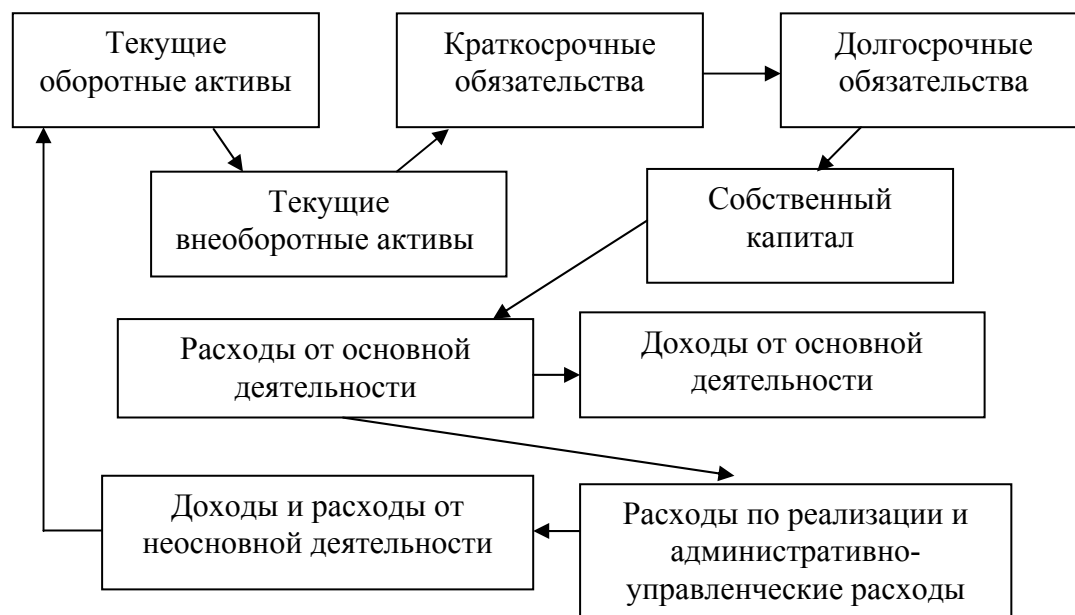 Текущие
оборотные активы
Краткосрочные
обязательства
Долгосрочные
обязательства
Текущие
внеоборотные активы
Собственный
капитал
Расходы от основной
деятельности
Доходы от основной
деятельности
Доходы и расходы от
неосновной деятельности
Расходы по реализации и
административно-
управленческие расходы